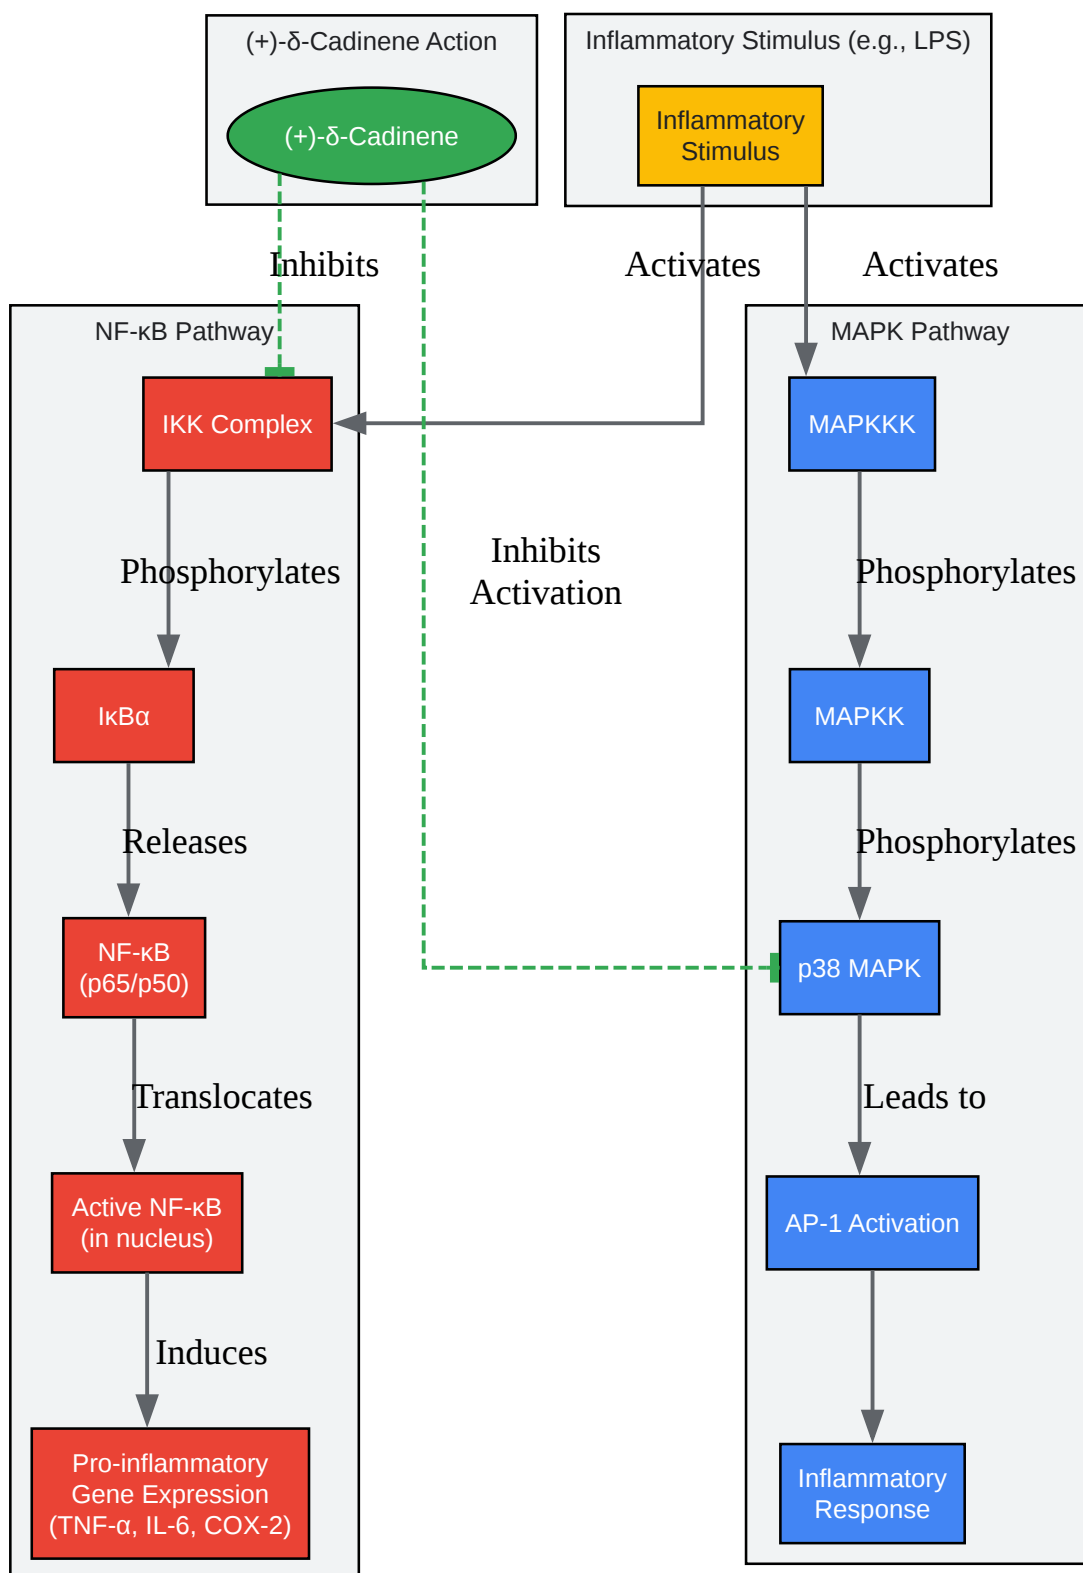 (+)-δ-Cadinene Action
Inflammatory Stimulus (e.g., LPS)
(+)-δ-Cadinene
Inflammatory
Stimulus
Inhibits
Activates
Activates
NF-κB Pathway
MAPK Pathway
IKK Complex
MAPKKK
Inhibits
Activation
Phosphorylates
Phosphorylates
IκBα
MAPKK
Releases
Phosphorylates
NF-κB
(p65/p50)
p38 MAPK
Translocates
Leads to
Active NF-κB
(in nucleus)
AP-1 Activation
Induces
Pro-inflammatory
Gene Expression
(TNF-α, IL-6, COX-2)
Inflammatory
Response